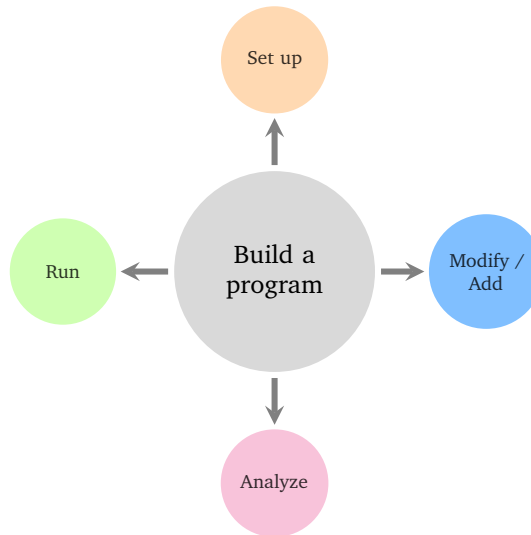 Set up
Build a
program
Run
Modify /
Add
Analyze